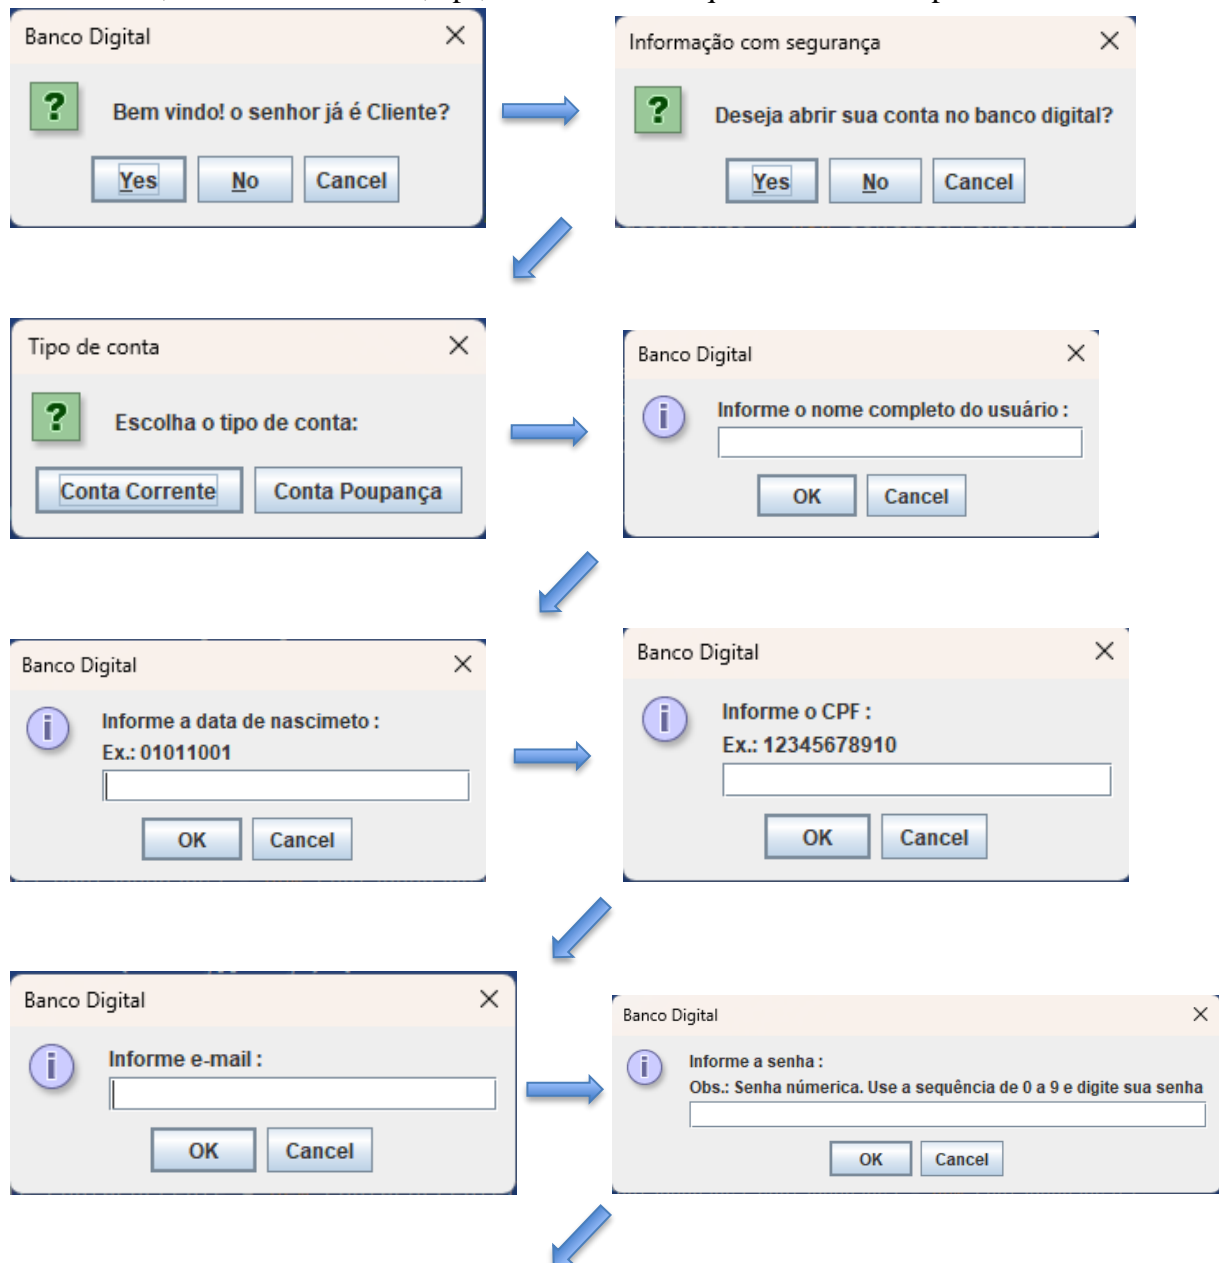 Banco Digital
Bem vindo! o senhor já é Cliente?
Yes No Cancel
Informação com segurança
Deseja abrir sua conta no banco digital?
Yes No Cancel
Tipo de conta
Escolha o tipo de conta:
Conta Corrente Conta Poupança
Banco Digital
Informe o nome completo do usuário :
OK Cancel
Banco Digital
Informe a data de nascimeto :
Ex.: 01011001
OK Cancel
Banco Digital
Informe o CPF :
Ex.: 12345678910
OK Cancel
Banco Digital
Informe e-mail :
OK Cancel
Banco Digital
Informe a senha :
Obs.: Senha númerica. Use a sequência de 0 a 9 e digite sua senha
OK Cancel